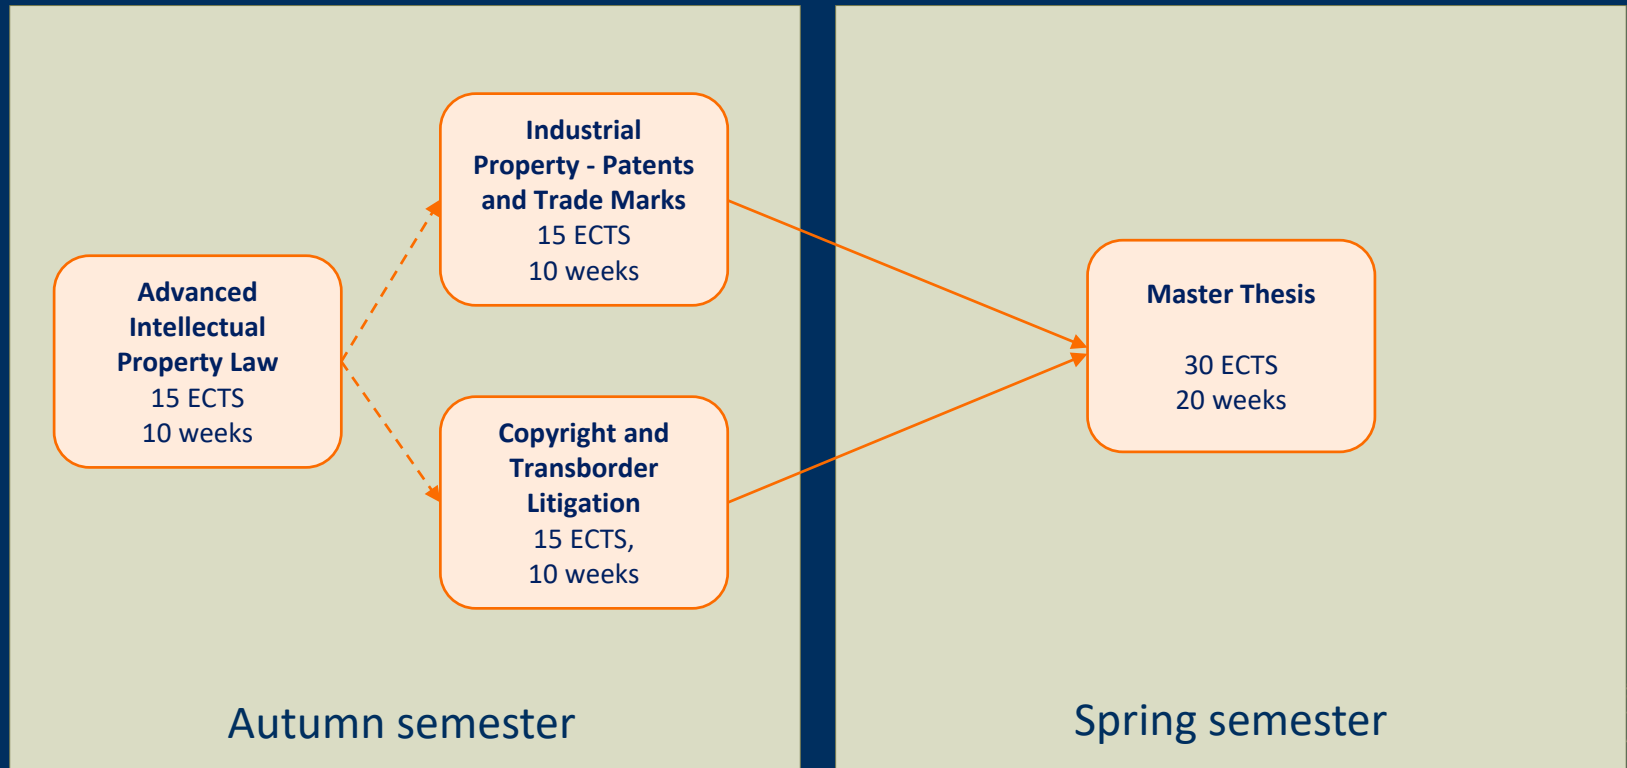 Industrial
Property - Patents
and Trade Marks
15 ECTS
10 weeks
Advanced
Intellectual
Property Law
15 ECTS
10 weeks
Copyright and
Transborder
Litigation
15 ECTS,
10 weeks
Master Thesis
30 ECTS
20 weeks
Autumn semester
Spring semester